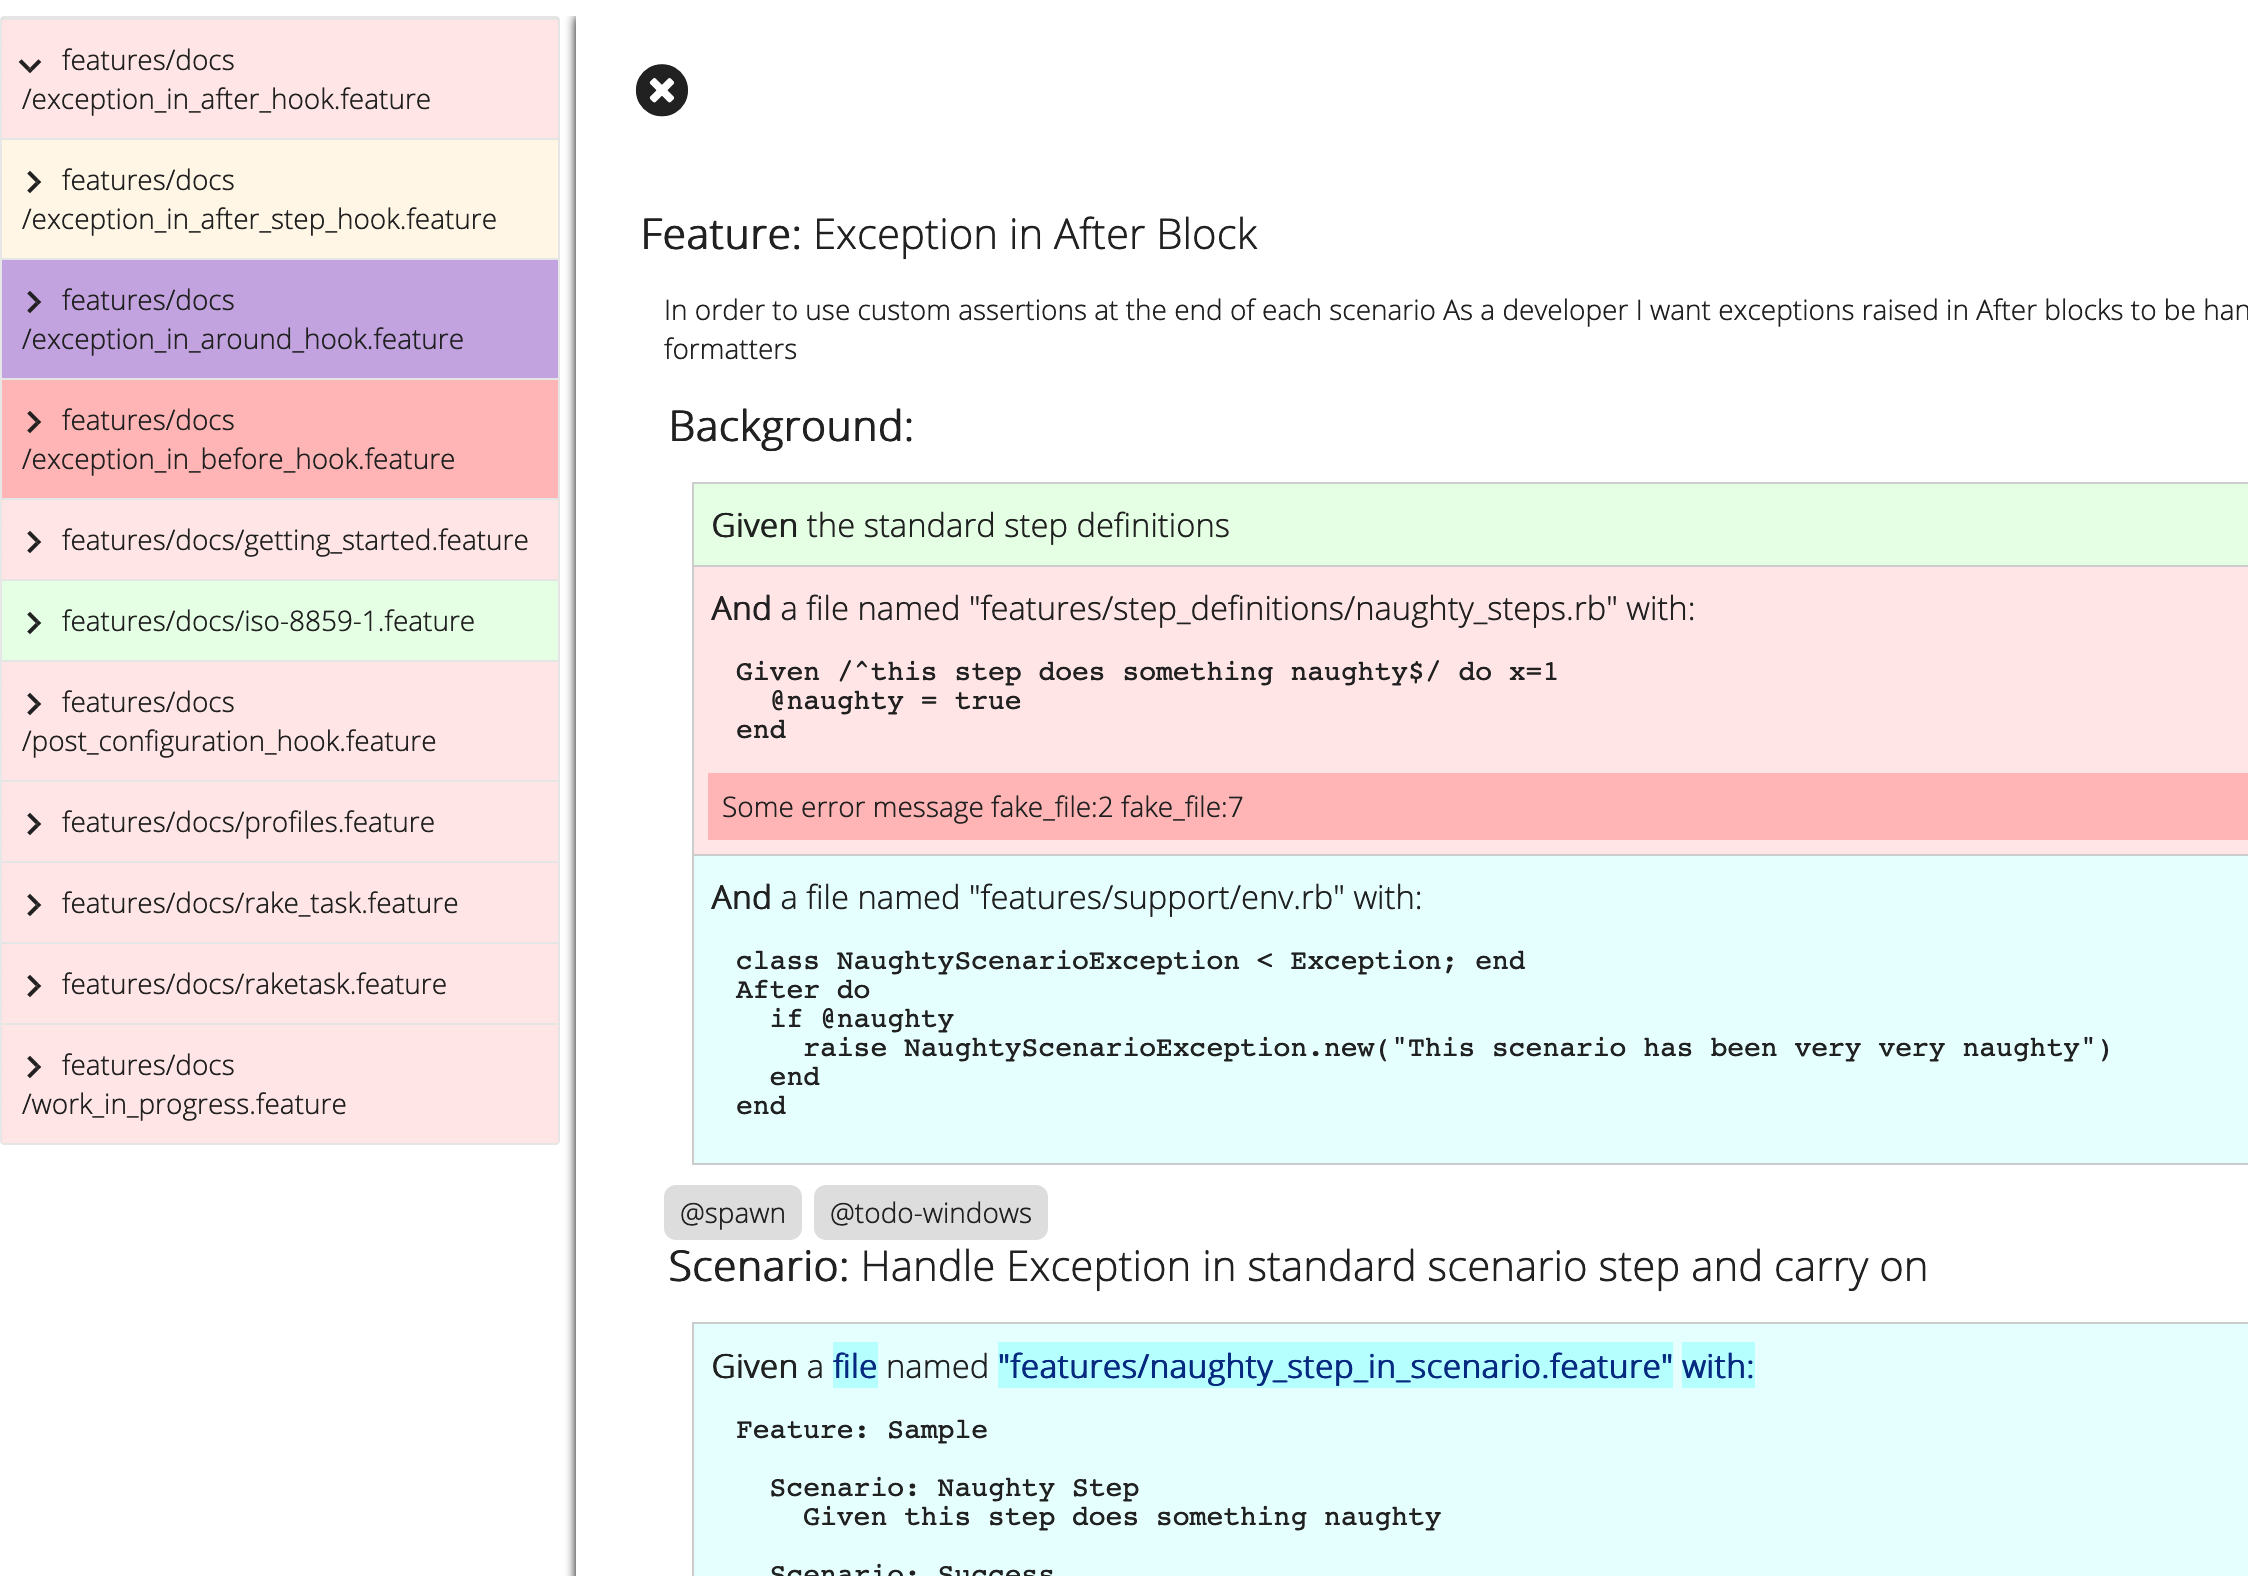 features/docs
/exception_in_after_hook.feature
features/docs
/exception_in_after_step_hook.feature
features/docs
/exception_in_around_hook.feature
features/docs
/exception_in_before_hook.feature
features/docs/getting_started.feature
features/docs/iso-8859-1.feature
features/docs
/post_configuration_hook.feature
features/docs/profiles.feature
features/docs/rake_task.feature
features/docs/raketask.feature
features/docs
/work_in_progress.feature
Feature: Exception in After Block
In order to use custom assertions at the end of each scenario As a developer I want exceptions raised in After blocks to be han
formatters
Background:
Given the standard step definitions
And a file named "features/step_definitions/naughty_steps.rb" with:
Given /^this step does something naughty$/ do x=1
@naughty = true
end
Some error message fake_file:2 fake_file:7
And a file named "features/support/env.rb" with:
class NaughtyScenarioException < Exception; end
After do
if @naughty
raise NaughtyScenarioException.new("This scenario has been very very naughty")
end
end
@spawn @todo-windows
Scenario: Handle Exception in standard scenario step and carry on
Given a file named "features/naughty_step_in_scenario.feature" with:
Feature: Sample
Scenario: Naughty Step
Given this step does something naughty
Scenario: Success